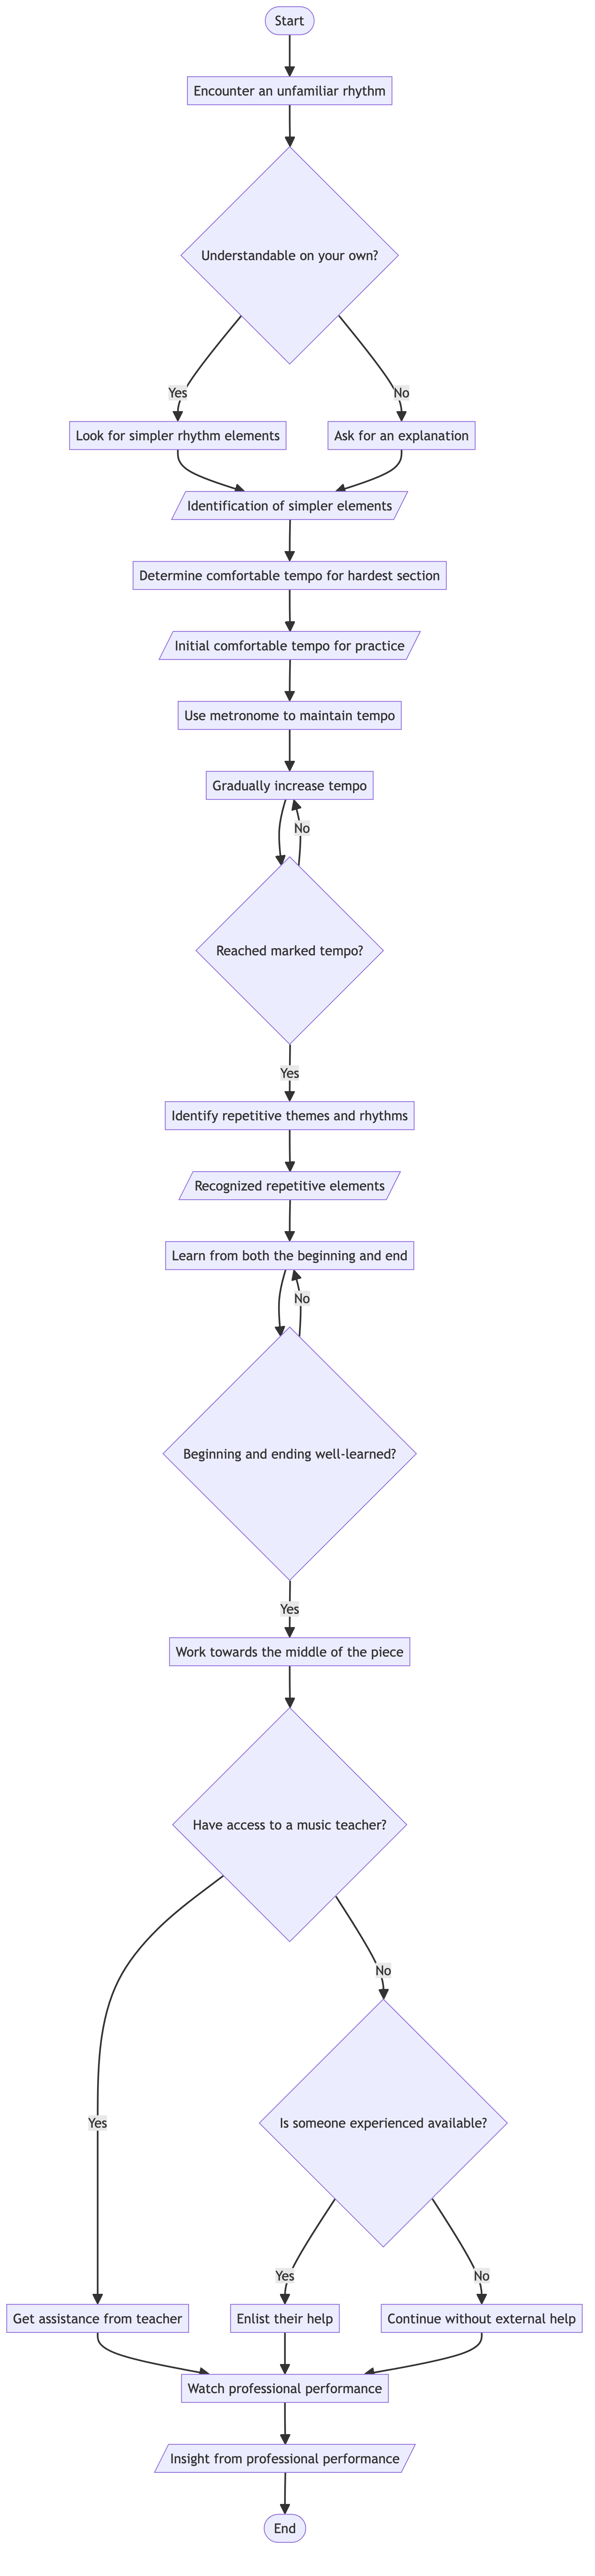 Start
Encounter an unfamiliar rhythm
Understandable on your own?
Yes
No
Look for simpler rhythm elements
Ask for an explanation
Identification of simpler elements
Determine comfortable tempo for hardest section
Initial comfortable tempo for practice
Use metronome to maintain tempo
Gradually increase tempo
No
Reached marked tempo?
Yes
Identify repetitive themes and rhythms
Recognized repetitive elements
Learn from both the beginning and end
No
Beginning and ending well-learned?
Yes
Work towards the middle of the piece
Have access to a music teacher?
No
Yes
Is someone experienced available?
Yes
No
Get assistance from teacher
Enlist their help
Continue without external help
Watch professional performance
Insight from professional performance
End